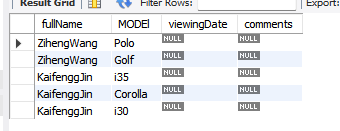 Result Grid Filter Rows: Export:
fullName MODEl viewingDate comments
ZihengWang Polo NULL NULL
ZihengWang Golf NULL NULL
KaifenggJin i35 NULL NULL
KaifenggJin Corolla NULL NULL
KaifenggJin i30 NULL NULL